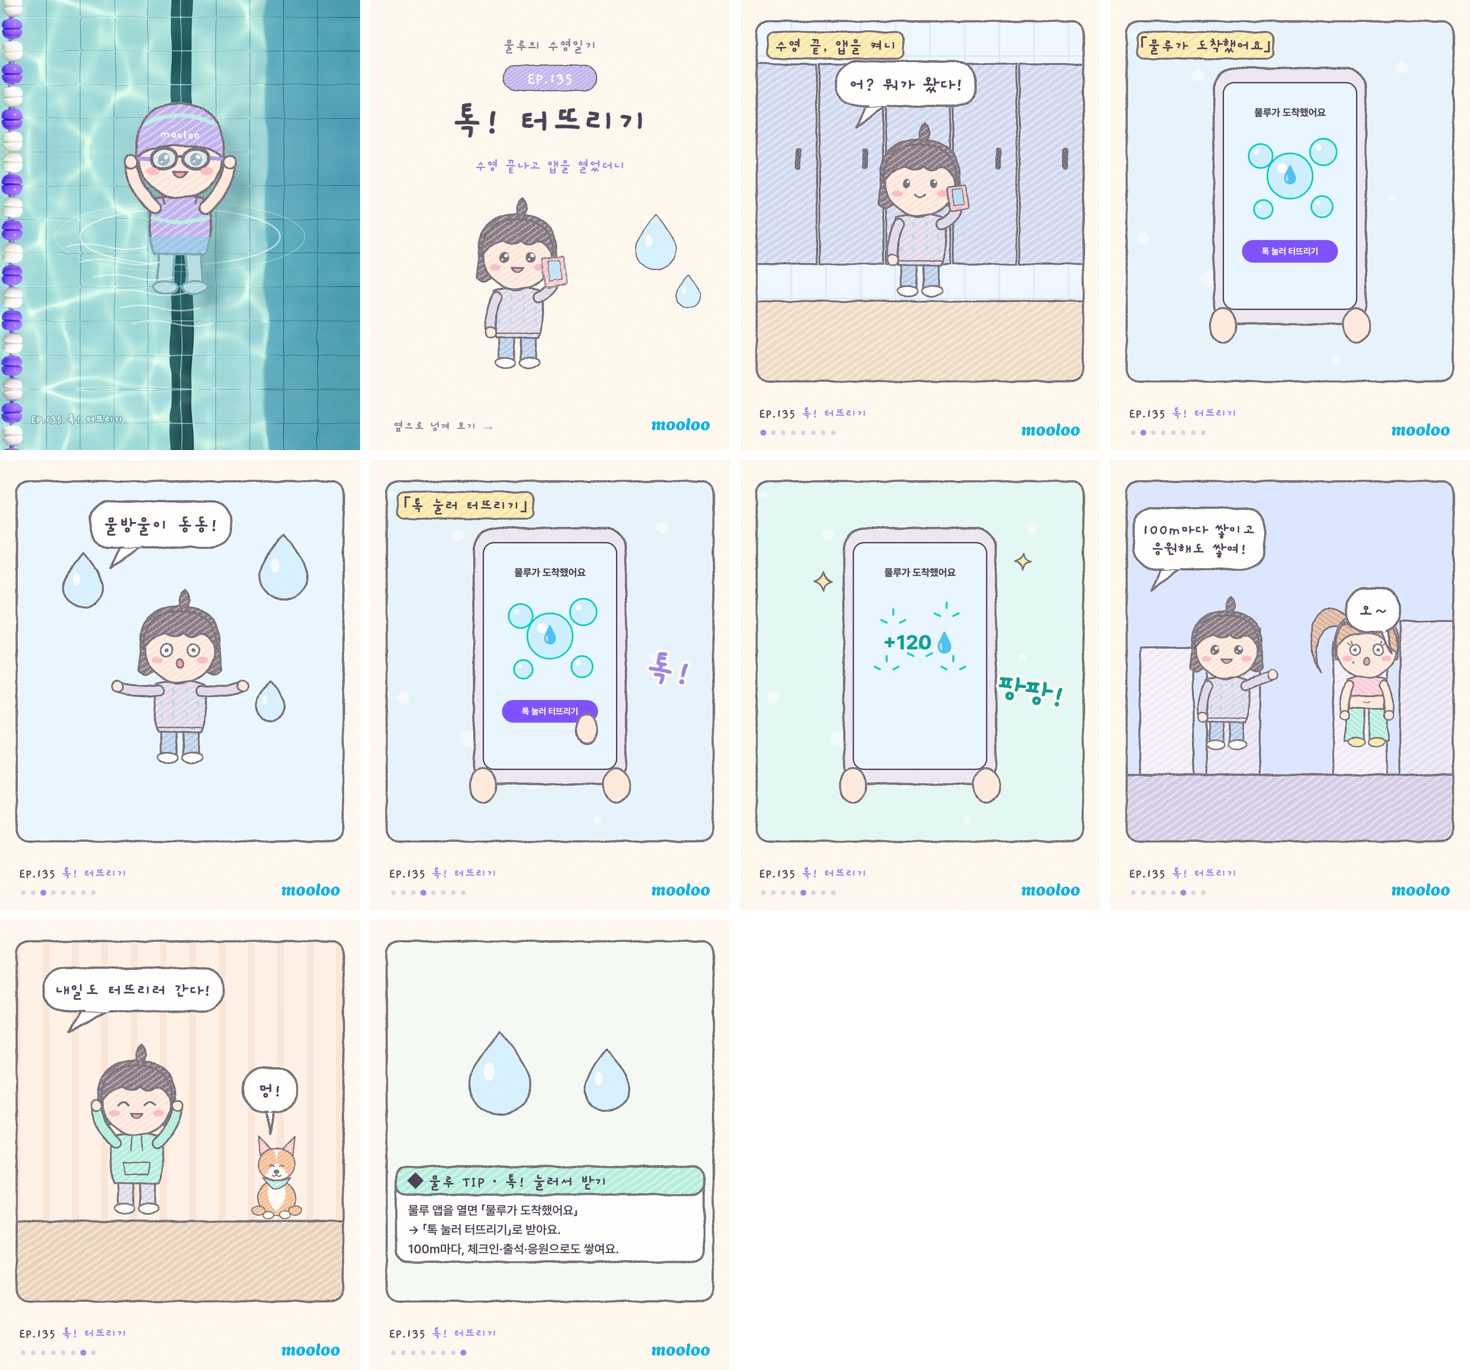 mooloo
EP.135 톡! 터뜨리기
물루의 수영일기
EP.135
톡! 터뜨리기
수영 끝나고 앱을 열었더니
옆으로 넘겨 보기 →
mooloo
수영 끝, 앱을 켜니
어? 뭐가 왔다!
EP.135 톡! 터뜨리기
mooloo
「물루가 도착했어요」
물루가 도착했어요
톡 눌러 터뜨리기
EP.135 톡! 터뜨리기
mooloo
물방울이 동동!
EP.135 톡! 터뜨리기
mooloo
「톡 눌러 터뜨리기」
물루가 도착했어요
톡 눌러 터뜨리기
톡!
EP.135 톡! 터뜨리기
mooloo
물루가 도착했어요
+120
팡팡!
EP.135 톡! 터뜨리기
mooloo
100m마다 쌓이고
응원해도 쌓여!
오~
EP.135 톡! 터뜨리기
mooloo
내일도 터뜨리러 간다!
멍!
EP.135 톡! 터뜨리기
mooloo
◆ 물루 TIP · 톡! 눌러서 받기
물루 앱을 열면 「물루가 도착했어요」
→ 「톡 눌러 터뜨리기」로 받아요.
100m마다, 체크인·출석·응원으로도 쌓여요.
EP.135 톡! 터뜨리기
mooloo